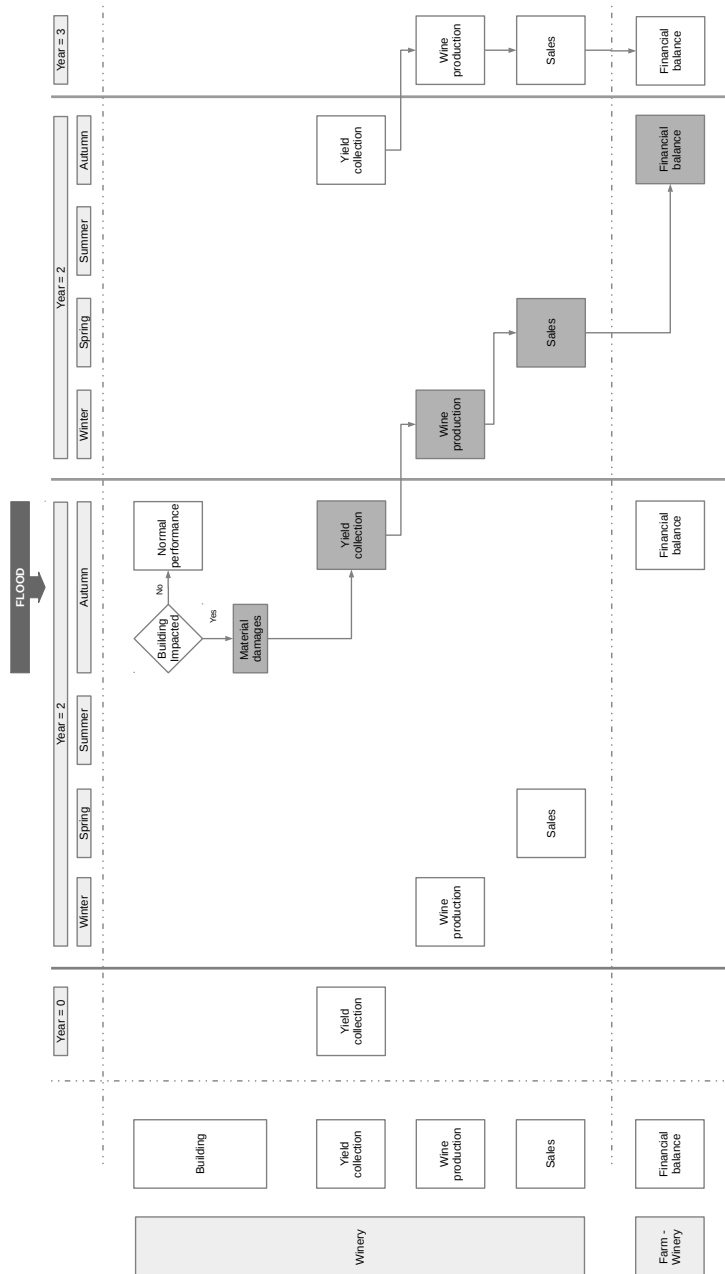 FLOOD
Year = 0
Year = 2
Year = 2
Year = 3
Winter
Spring
Summer
Autumn
Winter
Spring
Summer
Autumn
Winery
Building
Building
Impacted
No
Normal
performance
Yes
Material
damages
Yield
collection
Yield
collection
Yield
collection
Yield
collection
Wine
production
Wine
production
Wine
production
Wine
production
Sales
Sales
Sales
Sales
Farm -
Winery
Financial
balance
Financial
balance
Financial
balance
Financial
balance